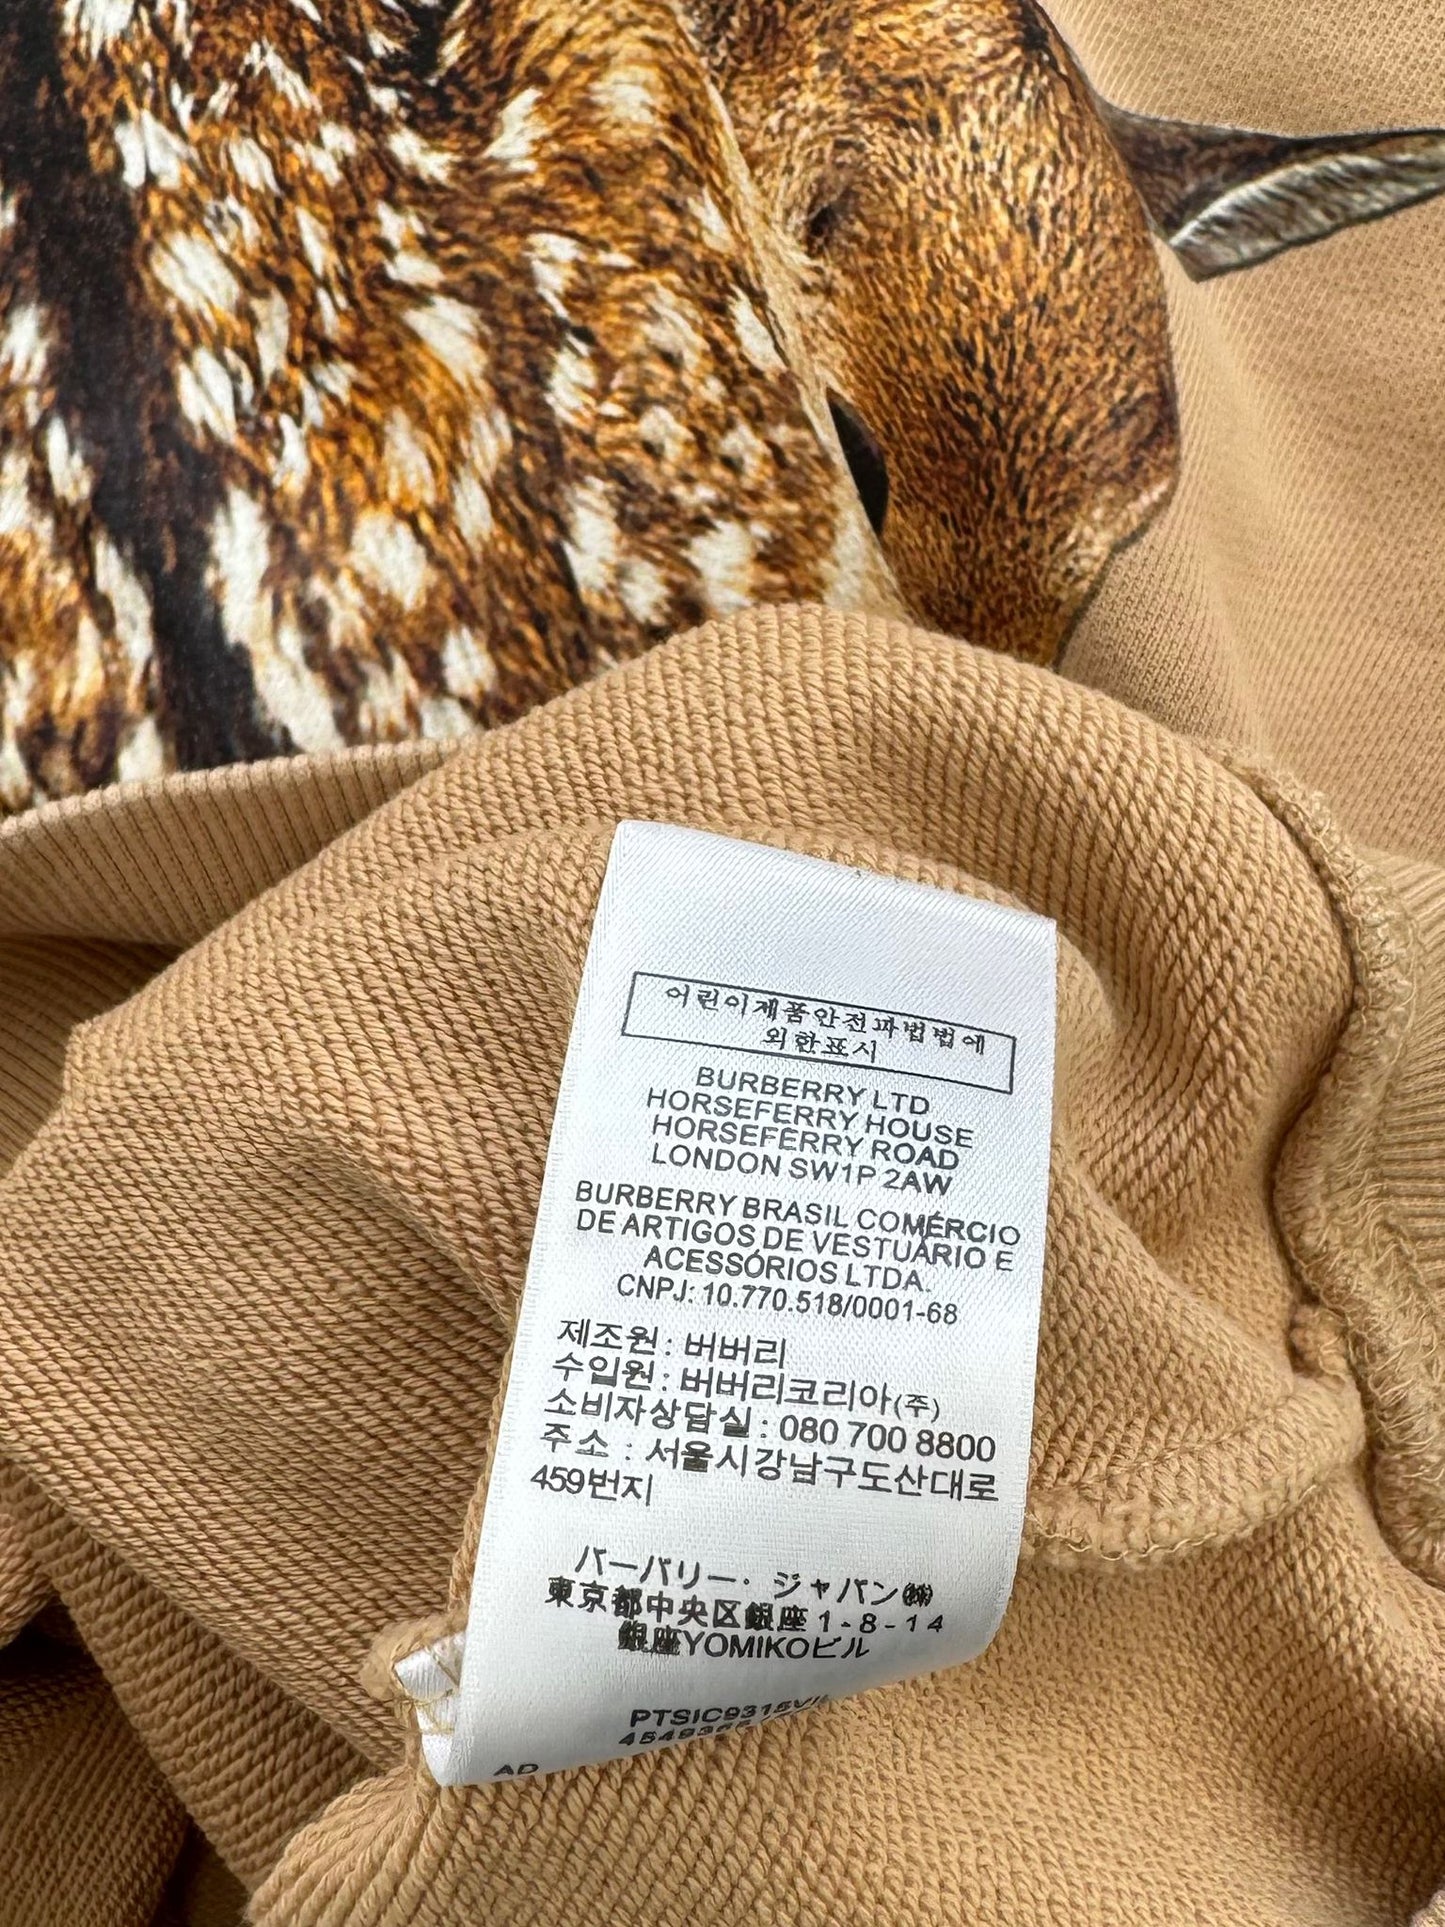 어린이제품안전파법법에
외한표시
BURBERRY LTD
HORSEFERRY HOUSE
HORSEFERRY ROAD
LONDON SW1P 2AW
BURBERRY BRASIL COMÉRCIO
DE ARTIGOS DE VESTUÁRIO E
ACESSÓRIOS LTDA.
CNPJ: 10.770.518/0001-68
제조원 : 버버리
수입원 : 버버리코리아(주)
소비자상담실 : 080 700 8800
주소 : 서울시강남구도산대로
459번지
バーバリー・ジャパン㈱
東京都中央区銀座1-8-14
銀座YOMIKOビル
AD